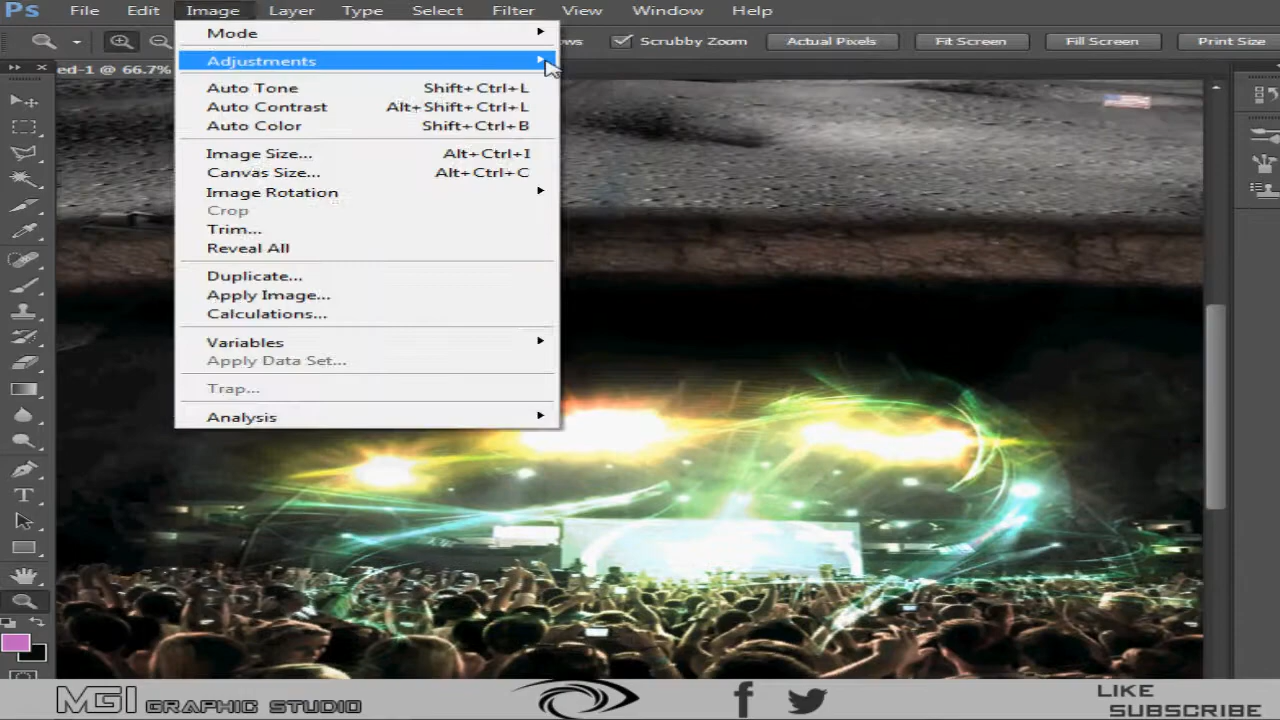 Ps File Edit Image Layer Type Select Filter View Window Help
ws Scrubby Zoom Actual Pixels Fit Screen Fill Screen Print Size
ed-1 @ 66.7%
Mode
Adjustments
Auto Tone Shift+Ctrl+L
Auto Contrast Alt+Shift+Ctrl+L
Auto Color Shift+Ctrl+B
Image Size... Alt+Ctrl+I
Canvas Size... Alt+Ctrl+C
Image Rotation
Crop
Trim...
Reveal All
Duplicate...
Apply Image...
Calculations...
Variables
Apply Data Set...
Trap...
Analysis
T
MGI GRAPHIC STUDIO
LIKE
SUBSCRIBE